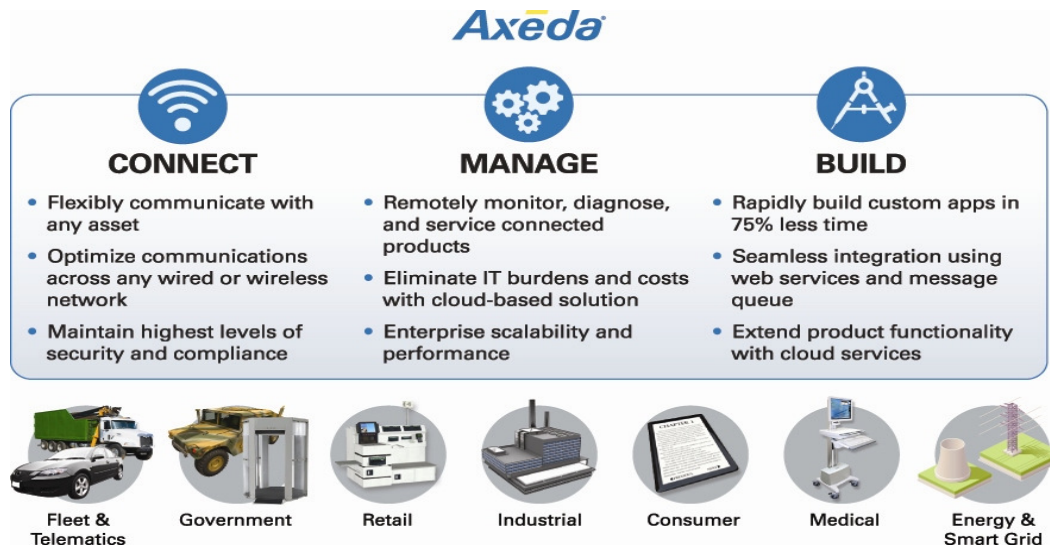 Axēda
CONNECT
• Flexibly communicate with
any asset
• Optimize communications
across any wired or wireless
network
• Maintain highest levels of
security and compliance
MANAGE
• Remotely monitor, diagnose,
and service connected
products
• Eliminate IT burdens and costs
with cloud-based solution
• Enterprise scalability and
performance
BUILD
• Rapidly build custom apps in
75% less time
• Seamless integration using
web services and message
queue
• Extend product functionality
with cloud services
CHAPTER 1
Fleet &
Telematics
Government
Retail
Industrial
Consumer
Medical
Energy &
Smart Grid